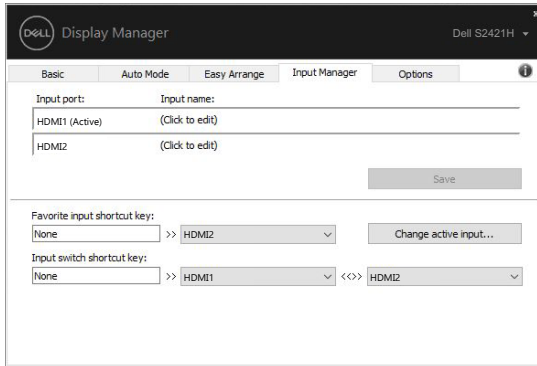 DELL Display Manager
Dell S2421H
Basic Auto Mode Easy Arrange Input Manager Options
Input port: Input name:
HDMI1 (Active) (Click to edit)
HDMI2 (Click to edit)
Save
Favorite input shortcut key:
None >> HDMI2 Change active input...
Input switch shortcut key:
None >> HDMI1 <<>> HDMI2